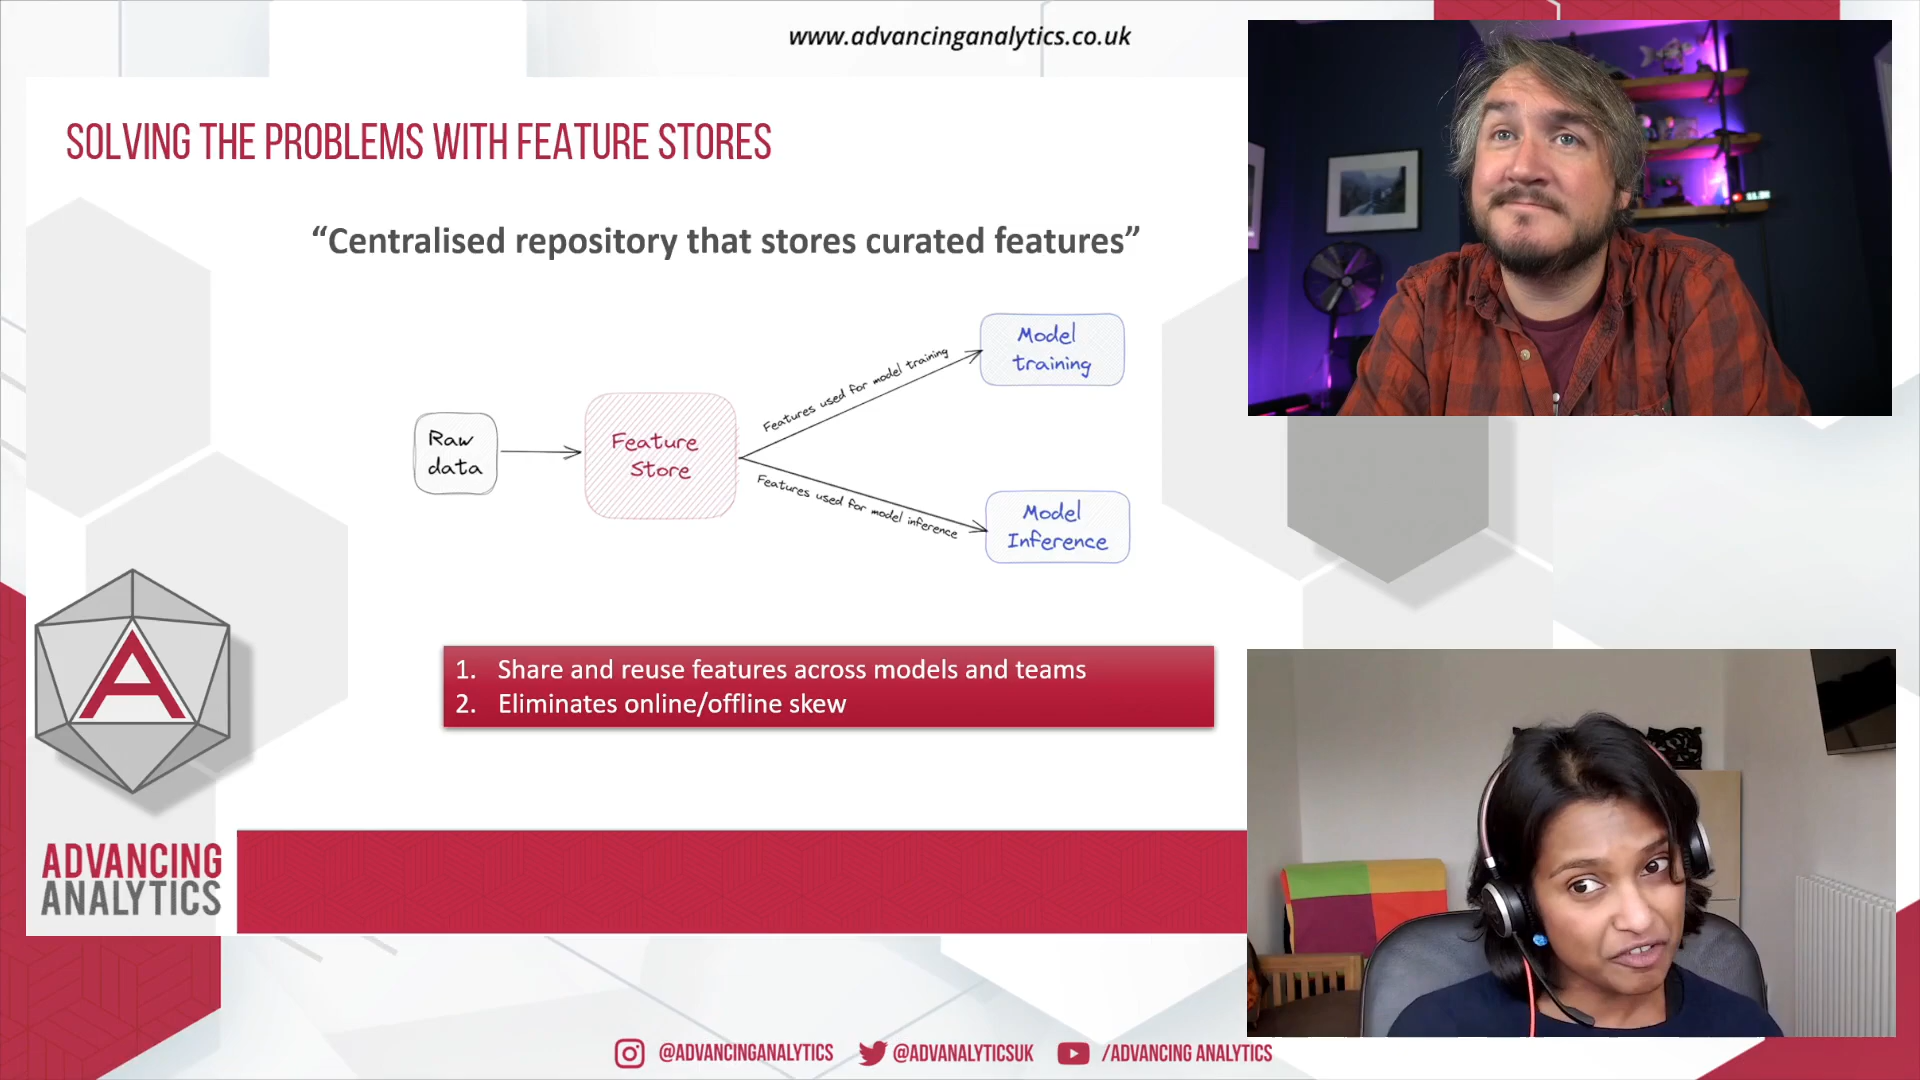 www.advancinganalytics.co.uk
SOLVING THE PROBLEMS WITH FEATURE STORES
“Centralised repository that stores curated features”
Raw
data
Feature
Store
Features used for model training
Model
training
Features used for model inference
Model
Inference
1. Share and reuse features across models and teams
2. Eliminates online/offline skew
A
ADVANCING
ANALYTICS
@ADVANCINGANALYTICS @ADVANALYTICSUK /ADVANCING ANALYTICS